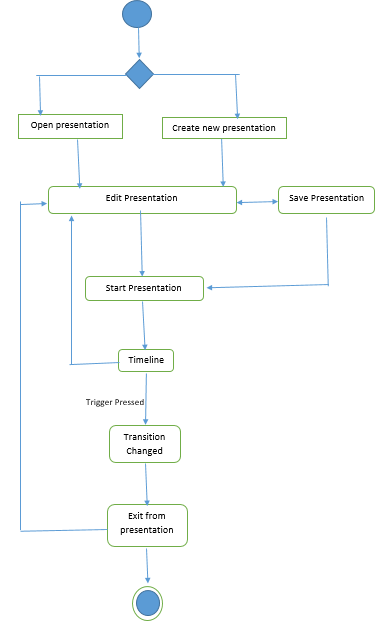 Open presentation
Create new presentation
Edit Presentation
Save Presentation
Start Presentation
Timeline
Trigger Pressed
Transition
Changed
Exit from
presentation